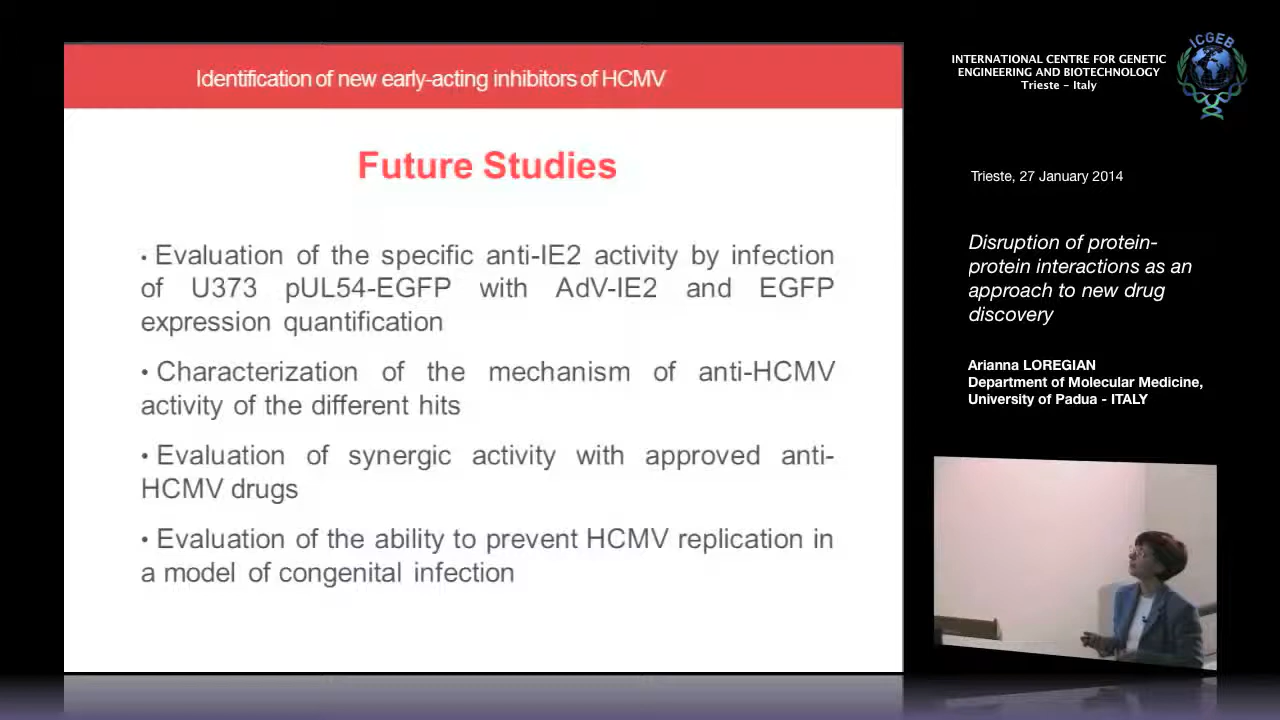 Identification of new early-acting inhibitors of HCMV
Future Studies
• Evaluation of the specific anti-IE2 activity by infection
of U373 pUL54-EGFP with AdV-IE2 and EGFP
expression quantification
• Characterization of the mechanism of anti-HCMV
activity of the different hits
• Evaluation of synergic activity with approved anti-
HCMV drugs
• Evaluation of the ability to prevent HCMV replication in
a model of congenital infection
INTERNATIONAL CENTRE FOR GENETIC
ENGINEERING AND BIOTECHNOLOGY
Trieste - Italy
ICGEB
Trieste, 27 January 2014
Disruption of protein-
protein interactions as an
approach to new drug
discovery
Arianna LOREGIAN
Department of Molecular Medicine,
University of Padua - ITALY